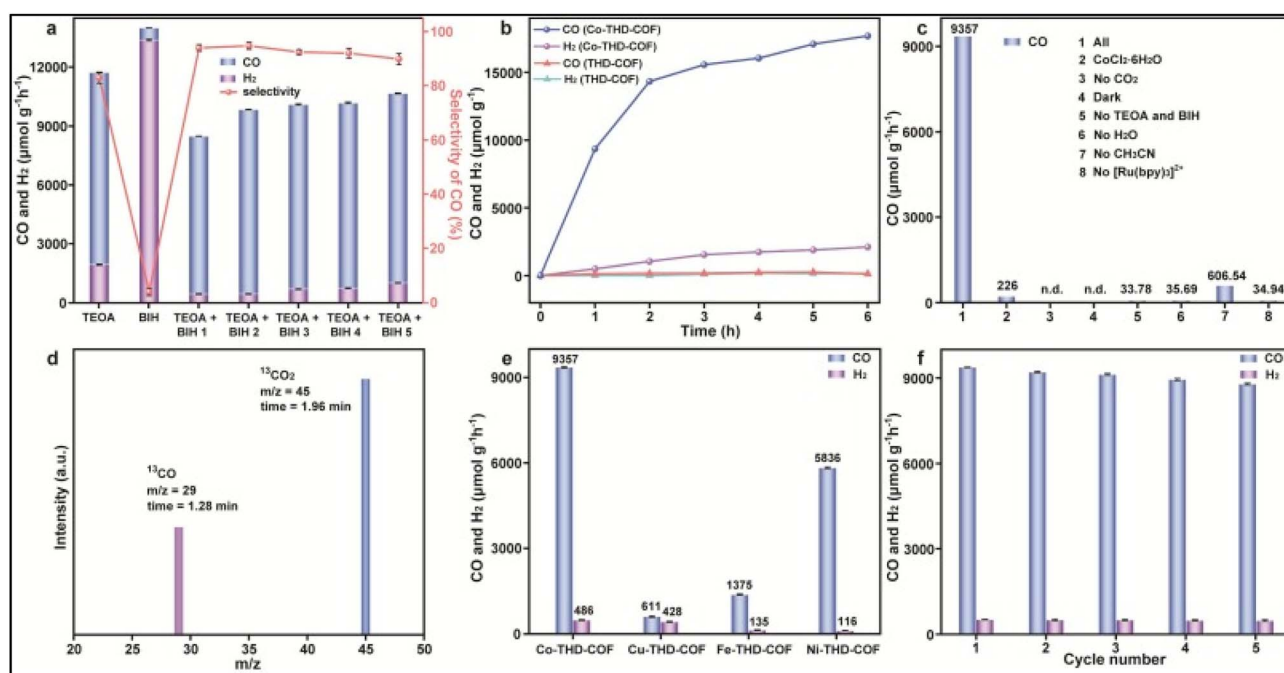 a
CO and H2 (μmol g-1h-1)
12000
9000
6000
3000
0
CO
H2
selectivity
100
80
60
40
20
0
Selectivity of CO (%)
TEOA
BIH
TEOA + BIH 1
TEOA + BIH 2
TEOA + BIH 3
TEOA + BIH 4
TEOA + BIH 5
b
CO and H2 (μmol g-1h-1)
15000
10000
5000
0
CO (Co-THD-COF)
H2 (Co-THD-COF)
CO (THD-COF)
H2 (THD-COF)
0 1 2 3 4 5 6
Time (h)
c
CO (μmol g-1h-1)
9000
6000
3000
0
9357
CO
1 All
2 CoCl2·6H2O
3 No CO2
4 Dark
5 No TEOA and BIH
6 No H2O
7 No CH3CN
8 No [Ru(bpy)3]2+
226
n.d.
n.d.
33.78
35.69
606.54
34.94
1 2 3 4 5 6 7 8
d
Intensity (a.u.)
13CO2
m/z = 45
time = 1.96 min
13CO
m/z = 29
time = 1.28 min
20 25 30 35 40 45 50
m/z
e
CO and H2 (μmol g-1h-1)
9000
6000
3000
0
CO
H2
9357
486
611
428
1375
135
5836
116
Co-THD-COF Cu-THD-COF Fe-THD-COF Ni-THD-COF
f
CO and H2 (μmol g-1h-1)
9000
6000
3000
0
CO
H2
1 2 3 4 5
Cycle number